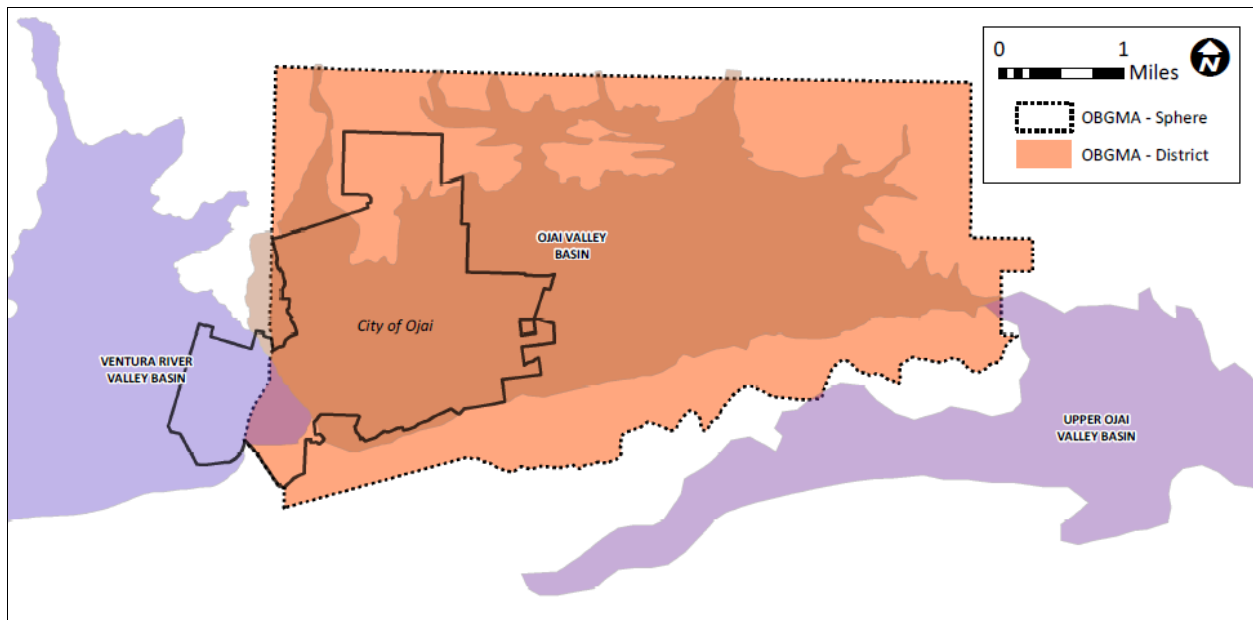 0 1
Miles
N
OBGMA - Sphere
OBGMA - District
OJAI VALLEY
BASIN
City of Ojai
VENTURA RIVER
VALLEY BASIN
UPPER OJAI
VALLEY BASIN